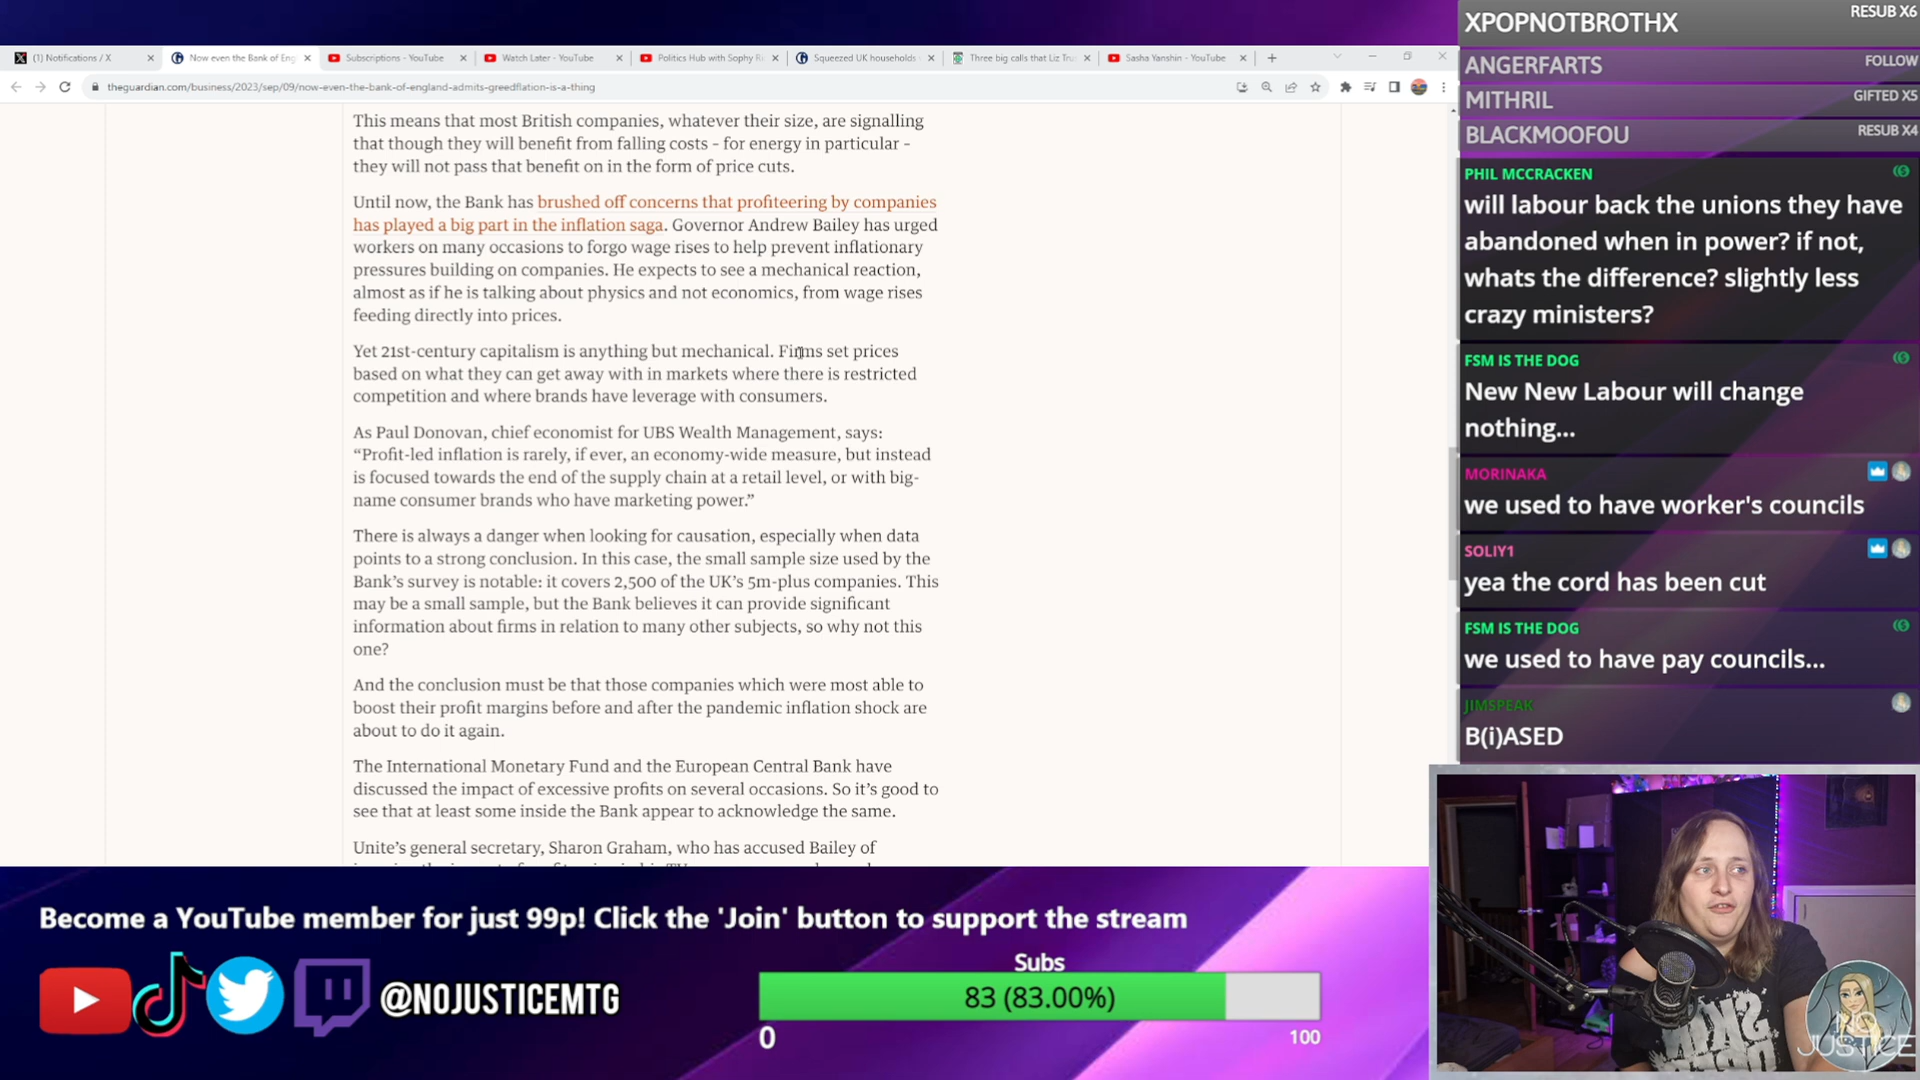 (1) Notifications / X
Now even the Bank of Eng
Subscriptions - YouTube
Watch Later - YouTube
Politics Hub with Sophy Ri
Squeezed UK households
Three big calls that Liz Tru
Sasha Yanshin - YouTube
theguardian.com/business/2023/sep/09/now-even-the-bank-of-england-admits-greedflation-is-a-thing
This means that most British companies, whatever their size, are signalling
that though they will benefit from falling costs - for energy in particular -
they will not pass that benefit on in the form of price cuts.
Until now, the Bank has brushed off concerns that profiteering by companies
has played a big part in the inflation saga. Governor Andrew Bailey has urged
workers on many occasions to forgo wage rises to help prevent inflationary
pressures building on companies. He expects to see a mechanical reaction,
almost as if he is talking about physics and not economics, from wage rises
feeding directly into prices.
Yet 21st-century capitalism is anything but mechanical. Firms set prices
based on what they can get away with in markets where there is restricted
competition and where brands have leverage with consumers.
As Paul Donovan, chief economist for UBS Wealth Management, says:
“Profit-led inflation is rarely, if ever, an economy-wide measure, but instead
is focused towards the end of the supply chain at a retail level, or with big-
name consumer brands who have marketing power.”
There is always a danger when looking for causation, especially when data
points to a strong conclusion. In this case, the small sample size used by the
Bank’s survey is notable: it covers 2,500 of the UK’s 5m-plus companies. This
may be a small sample, but the Bank believes it can provide significant
information about firms in relation to many other subjects, so why not this
one?
And the conclusion must be that those companies which were most able to
boost their profit margins before and after the pandemic inflation shock are
about to do it again.
The International Monetary Fund and the European Central Bank have
discussed the impact of excessive profits on several occasions. So it’s good to
see that at least some inside the Bank appear to acknowledge the same.
Unite’s general secretary, Sharon Graham, who has accused Bailey of
XPOPNOTBROTHX RESUB X6
ANGERFARTS FOLLOW
MITHRIL GIFTED X5
BLACKMOOFOU RESUB X4
PHIL MCCRACKEN
will labour back the unions they have
abandoned when in power? if not,
whats the difference? slightly less
crazy ministers?
FSM IS THE DOG
New New Labour will change
nothing...
MORINAKA
we used to have worker's councils
SOLIY1
yea the cord has been cut
FSM IS THE DOG
we used to have pay councils...
JIMSPEAK
B(i)ASED
Become a YouTube member for just 99p! Click the 'Join' button to support the stream
@NOJUSTICEMTG
Subs
83 (83.00%)
0
100
NO
JUSTICE